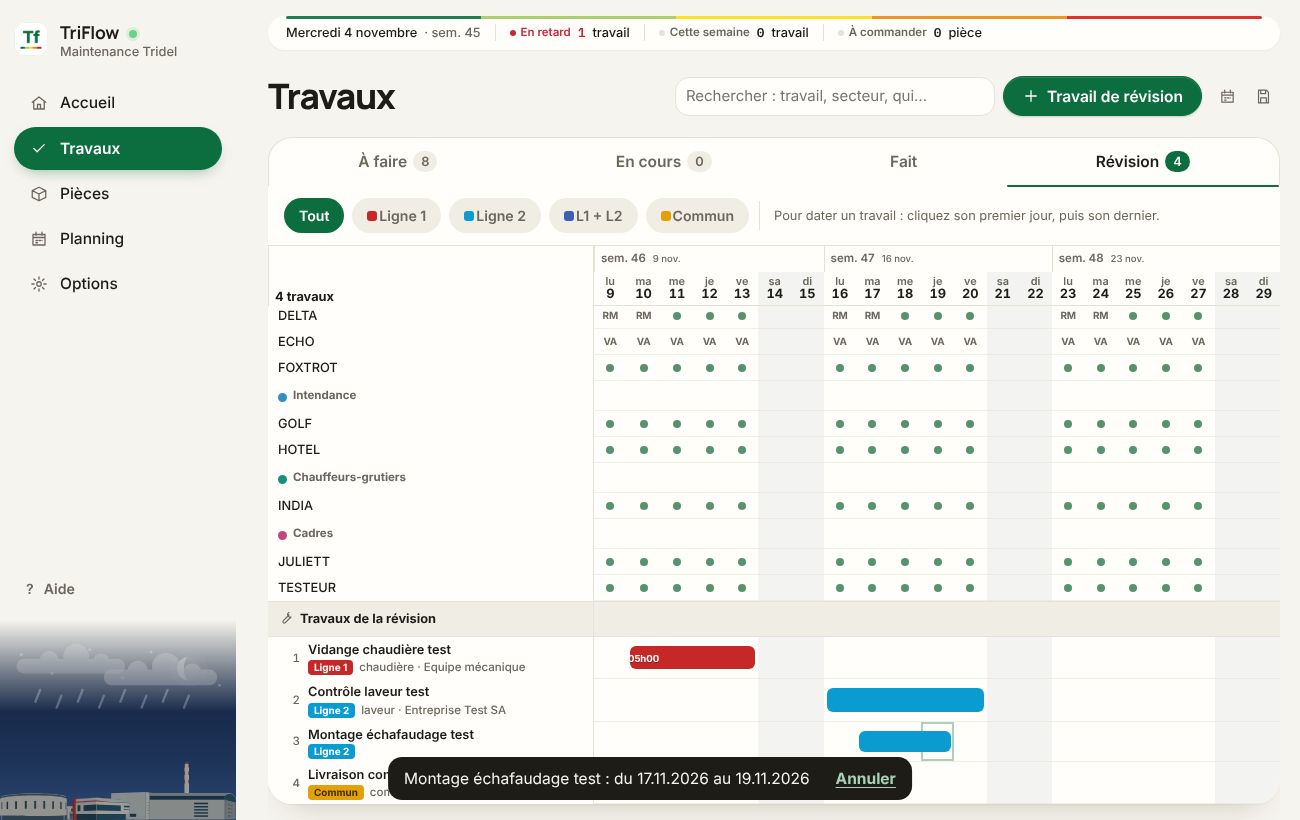 Tf TriFlow
Maintenance Tridel
Accueil
Travaux
Pièces
Planning
Options
? Aide
Mercredi 4 novembre · sem. 45 En retard 1 travail Cette semaine 0 travail À commander 0 pièce
Travaux
Rechercher : travail, secteur, qui...
+ Travail de révision
À faire 8 En cours 0 Fait Révision 4
Tout Ligne 1 Ligne 2 L1 + L2 Commun Pour dater un travail : cliquez son premier jour, puis son dernier.
sem. 46 9 nov. sem. 47 16 nov. sem. 48 23 nov.
lu ma me je ve sa di lu ma me je ve sa di lu ma me je ve sa di
4 travaux 9 10 11 12 13 14 15 16 17 18 19 20 21 22 23 24 25 26 27 28 29
DELTA RM RM RM RM RM RM
ECHO VA VA VA VA VA VA VA VA VA VA VA VA VA VA VA
FOXTROT
Intendance
GOLF
HOTEL
Chauffeurs-grutiers
INDIA
Cadres
JULIETT
TESTEUR
Travaux de la révision
1 Vidange chaudière test
Ligne 1 chaudière · Equipe mécanique
05h00
2 Contrôle laveur test
Ligne 2 laveur · Entreprise Test SA
3 Montage échafaudage test
Ligne 2
4 Livraison
Commun
Montage échafaudage test : du 17.11.2026 au 19.11.2026 Annuler